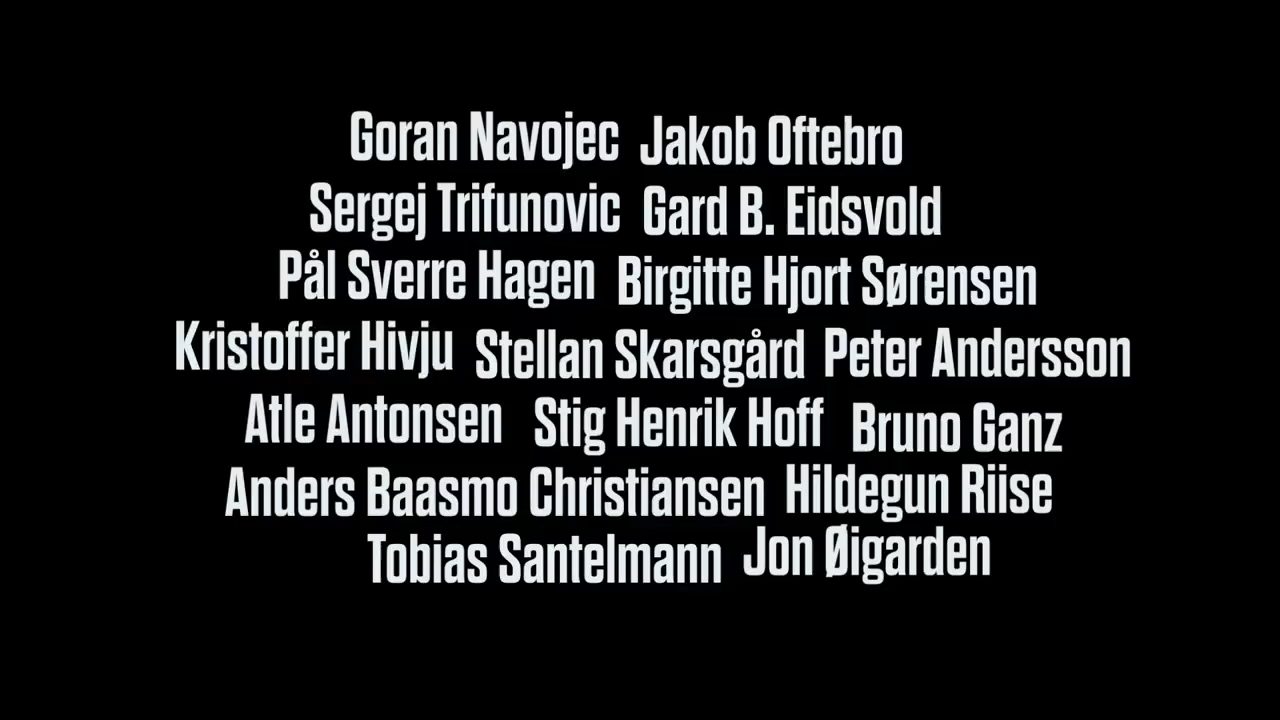 Goran Navojec Jakob Oftebro
Sergej Trifunovic Gard B. Eidsvold
Pål Sverre Hagen Birgitte Hjort Sørensen
Kristoffer Hivju Stellan Skarsgård Peter Andersson
Atle Antonsen Stig Henrik Hoff Bruno Ganz
Anders Baasmo Christiansen Hildegun Riise
Tobias Santelmann Jon Øigarden